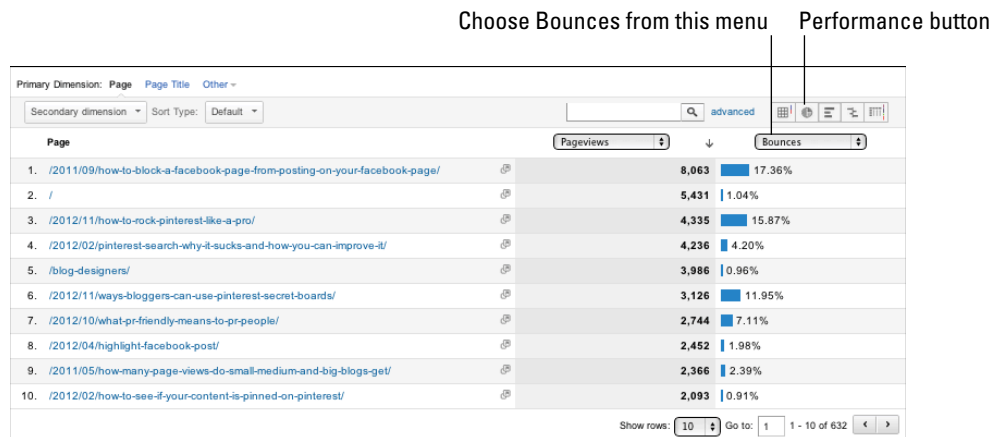 Choose Bounces from this menu Performance button
Primary Dimension: Page Page Title Other
Secondary dimension Sort Type: Default advanced
Page Pageviews Bounces
1. /2011/09/how-to-block-a-facebook-page-from-posting-on-your-facebook-page/ 8,063 17.36%
2. / 5,431 1.04%
3. /2012/11/how-to-rock-pinterest-like-a-pro/ 4,335 15.87%
4. /2012/02/pinterest-search-why-it-sucks-and-how-you-can-improve-it/ 4,236 4.20%
5. /blog-designers/ 3,986 0.96%
6. /2012/11/ways-bloggers-can-use-pinterest-secret-boards/ 3,126 11.95%
7. /2012/10/what-pr-friendly-means-to-pr-people/ 2,744 7.11%
8. /2012/04/highlight-facebook-post/ 2,452 1.98%
9. /2011/05/how-many-page-views-do-small-medium-and-big-blogs-get/ 2,366 2.39%
10. /2012/02/how-to-see-if-your-content-is-pinned-on-pinterest/ 2,093 0.91%
Show rows: 10 Go to: 1 1 - 10 of 632